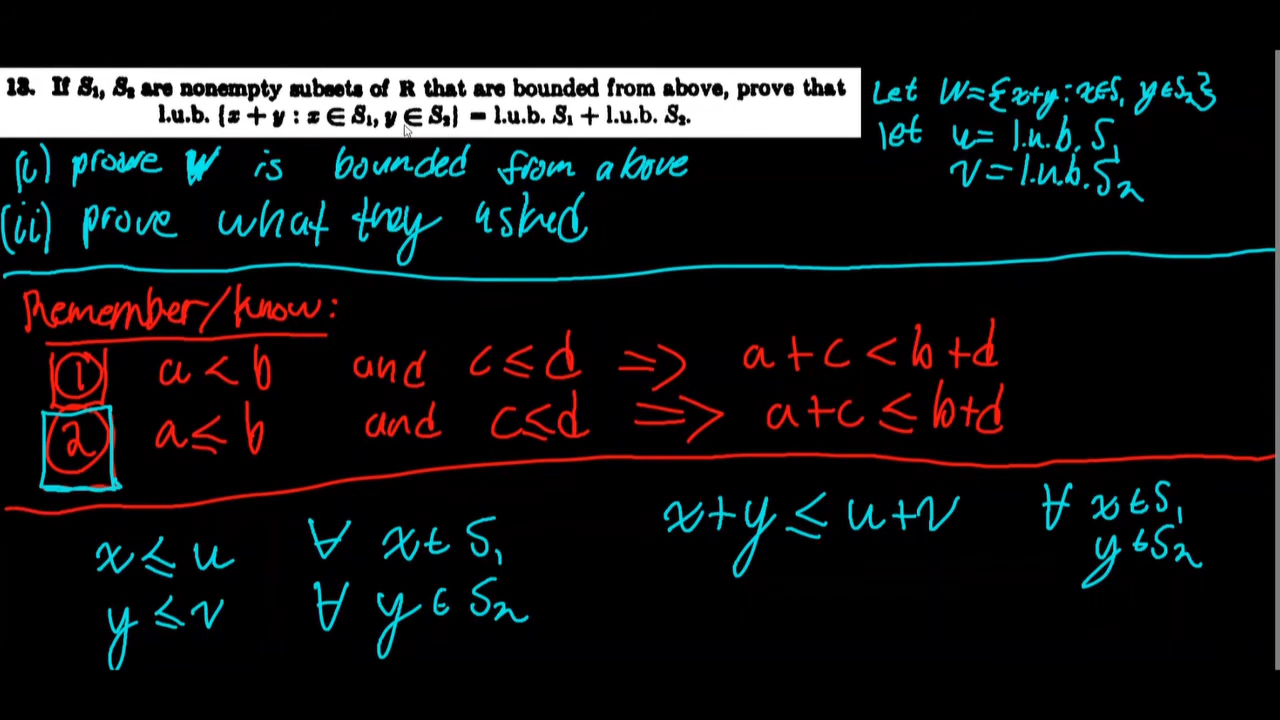 13. If S₁, S₂ are nonempty subsets of R that are bounded from above, prove that
l.u.b. {x + y : x ∈ S₁, y ∈ S₂} = l.u.b. S₁ + l.u.b. S₂.
Let W={x+y : x∈S₁ y∈S₂}
let u = l.u.b. S₁
v = l.u.b. S₂
(i) prove W is bounded from above
(ii) prove what they asked
Remember/Know:
① a < b and c ≤ d => a+c < b+d
② a ≤ b and c≤d => a+c ≤ b+d
x ≤ u ∀ x∈ S₁
y ≤ v ∀ y ∈ S₂
x+y ≤ u+v ∀ x∈S₁
y∈S₂